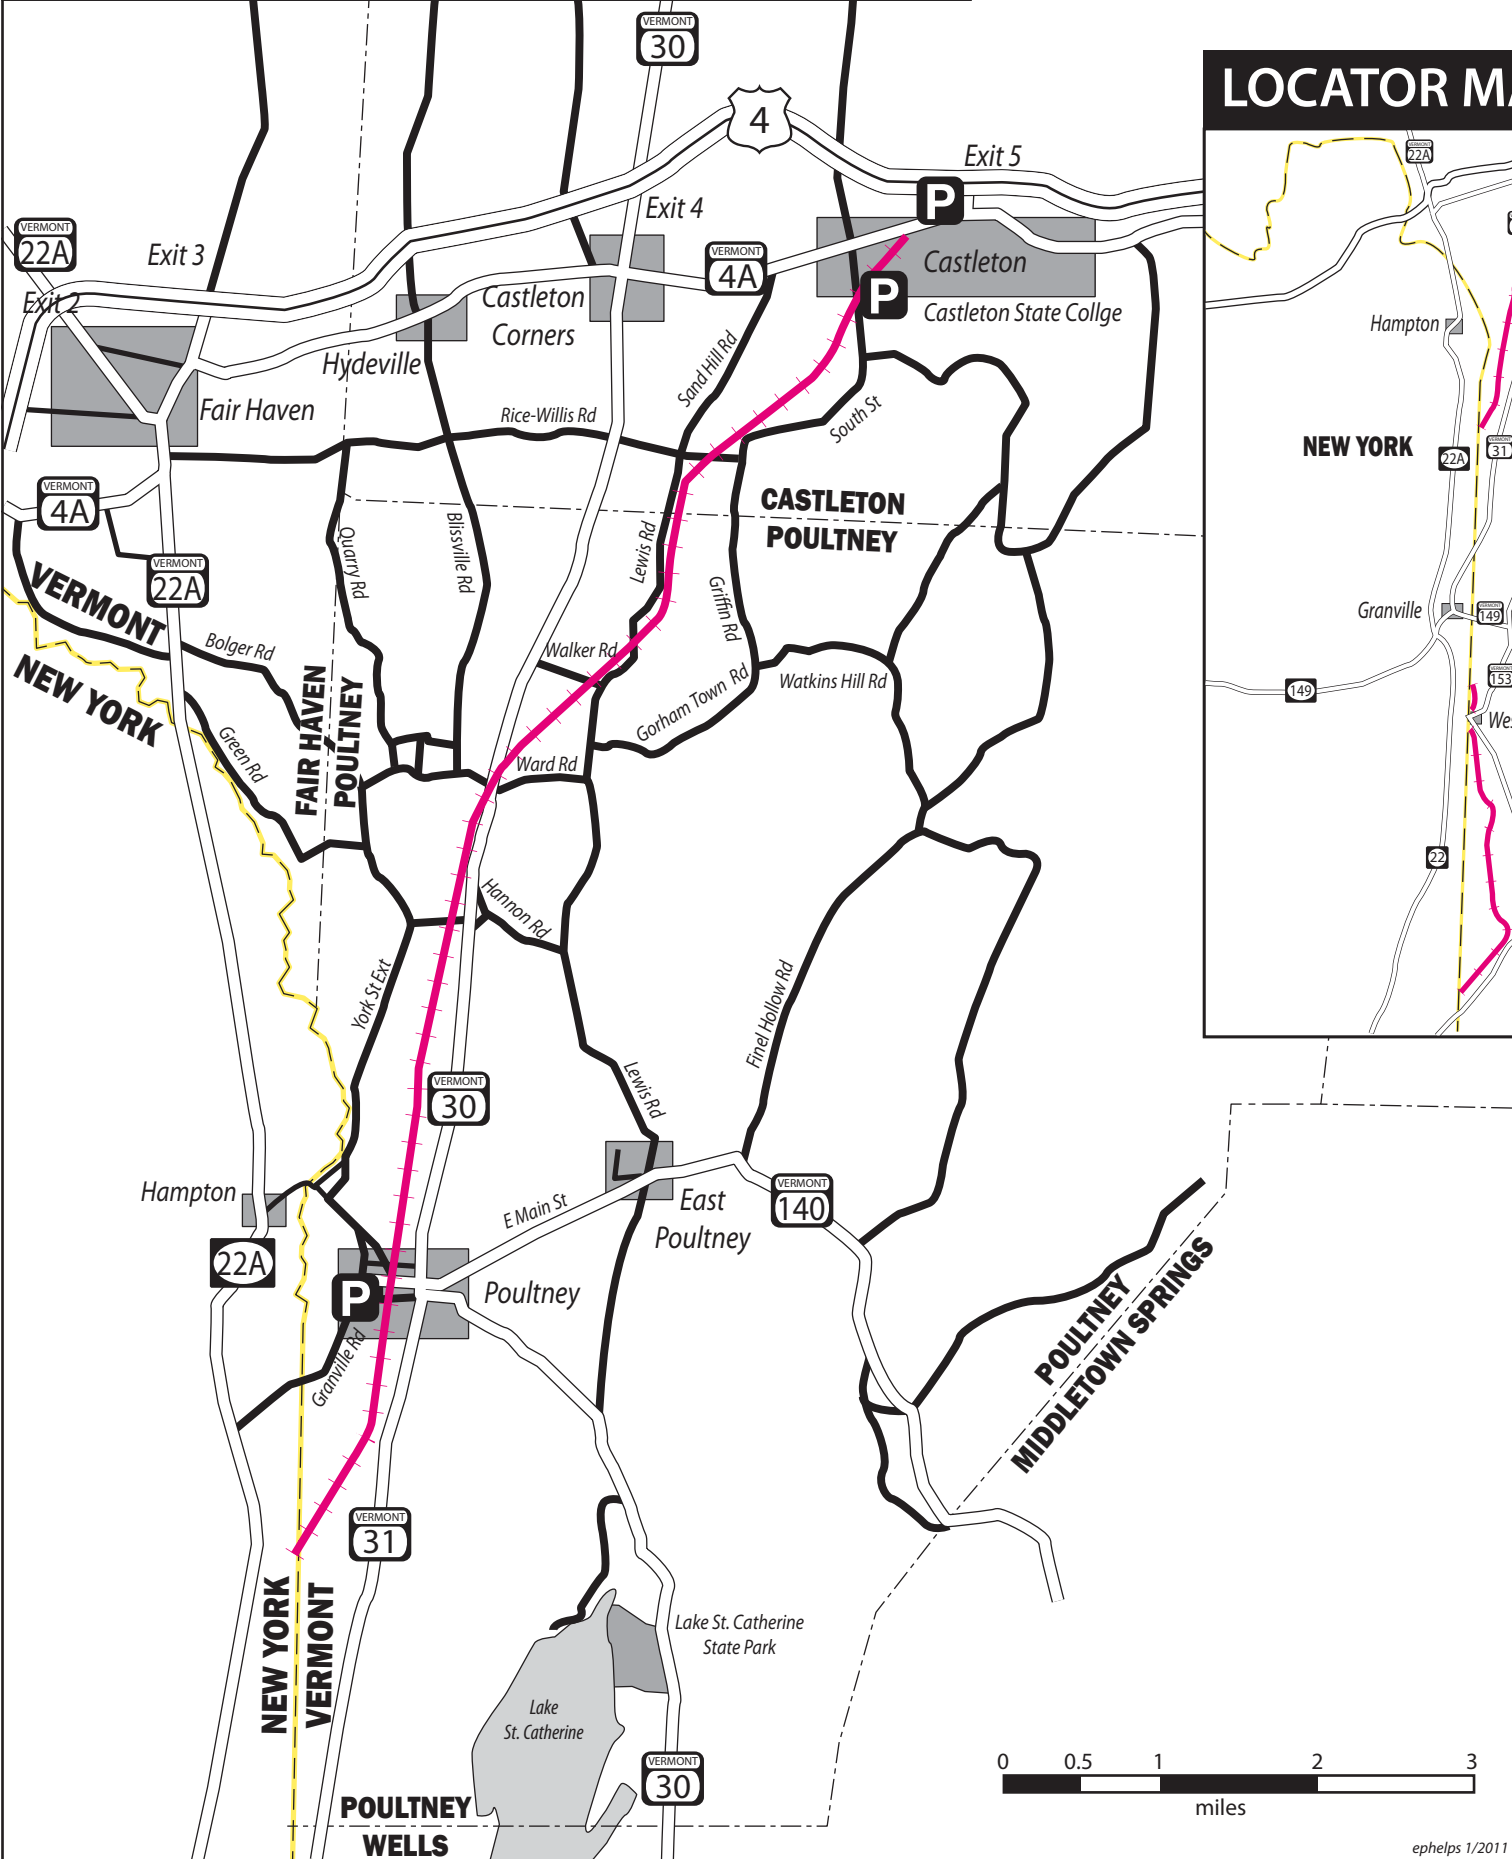 VERMONT
30
LOCATOR MA
4
Exit 5
VERMONT
22A
P
Exit 4
VERMONT
22A
Exit 3
VERMONT
4A
Castleton
Exit 2
Castleton
Corners
P
Castleton State Collge
Hampton
Hydeville
Sand Hill Rd
Fair Haven
Rice-Willis Rd
South St
NEW YORK
22A
VERMONT
31
VERMONT
4A
CASTLETON
POULTNEY
Quarry Rd
Blissville Rd
Lewis Rd
VERMONT
22A
VERMONT
NEW YORK
Bolger Rd
Griffin Rd
Granville
VERMONT
149
Walker Rd
Watkins Hill Rd
Gorham Town Rd
VERMONT
153
149
We
FAIR HAVEN
POULTNEY
Green Rd
Ward Rd
22
Hannon Rd
York St Ext
Finel Hollow Rd
VERMONT
30
Lewis Rd
Hampton
E Main St
East
Poultney
VERMONT
140
22A
P
Poultney
Granville Rd
POULTNEY
MIDDLETOWN SPRINGS
VERMONT
31
NEW YORK
VERMONT
Lake St. Catherine
State Park
Lake
St. Catherine
VERMONT
30
POULTNEY
WELLS
0 0.5 1 2 3
miles
ephelps 1/2011